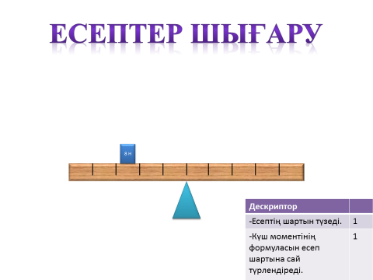 ЕСЕПТЕР ШЫҒАРУ
Дескриптор
-Есептің шартын түзеді. 1
-Күш моментінің 1
формуласын есеп
шартына сай
түрлендіреді.